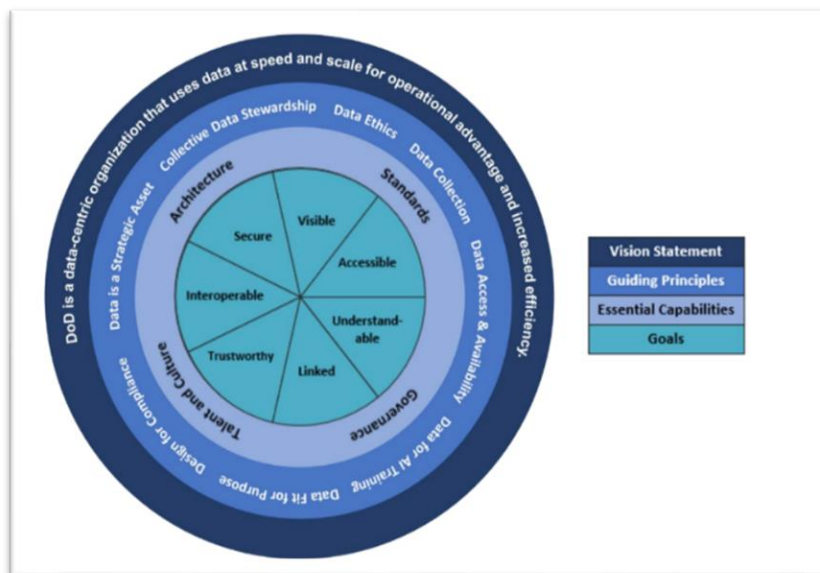 DoD is a data-centric organization that uses data at speed and scale for operational advantage and increased efficiency.
Data is a Strategic Asset
Collective Data Stewardship
Data Ethics
Data Collection
Data Access & Availability
Data for AI Training
Data Fit for Purpose
Design for Compliance
Architecture
Standards
Governance
Talent and Culture
Visible
Accessible
Understand-
able
Linked
Trustworthy
Interoperable
Secure
Vision Statement
Guiding Principles
Essential Capabilities
Goals